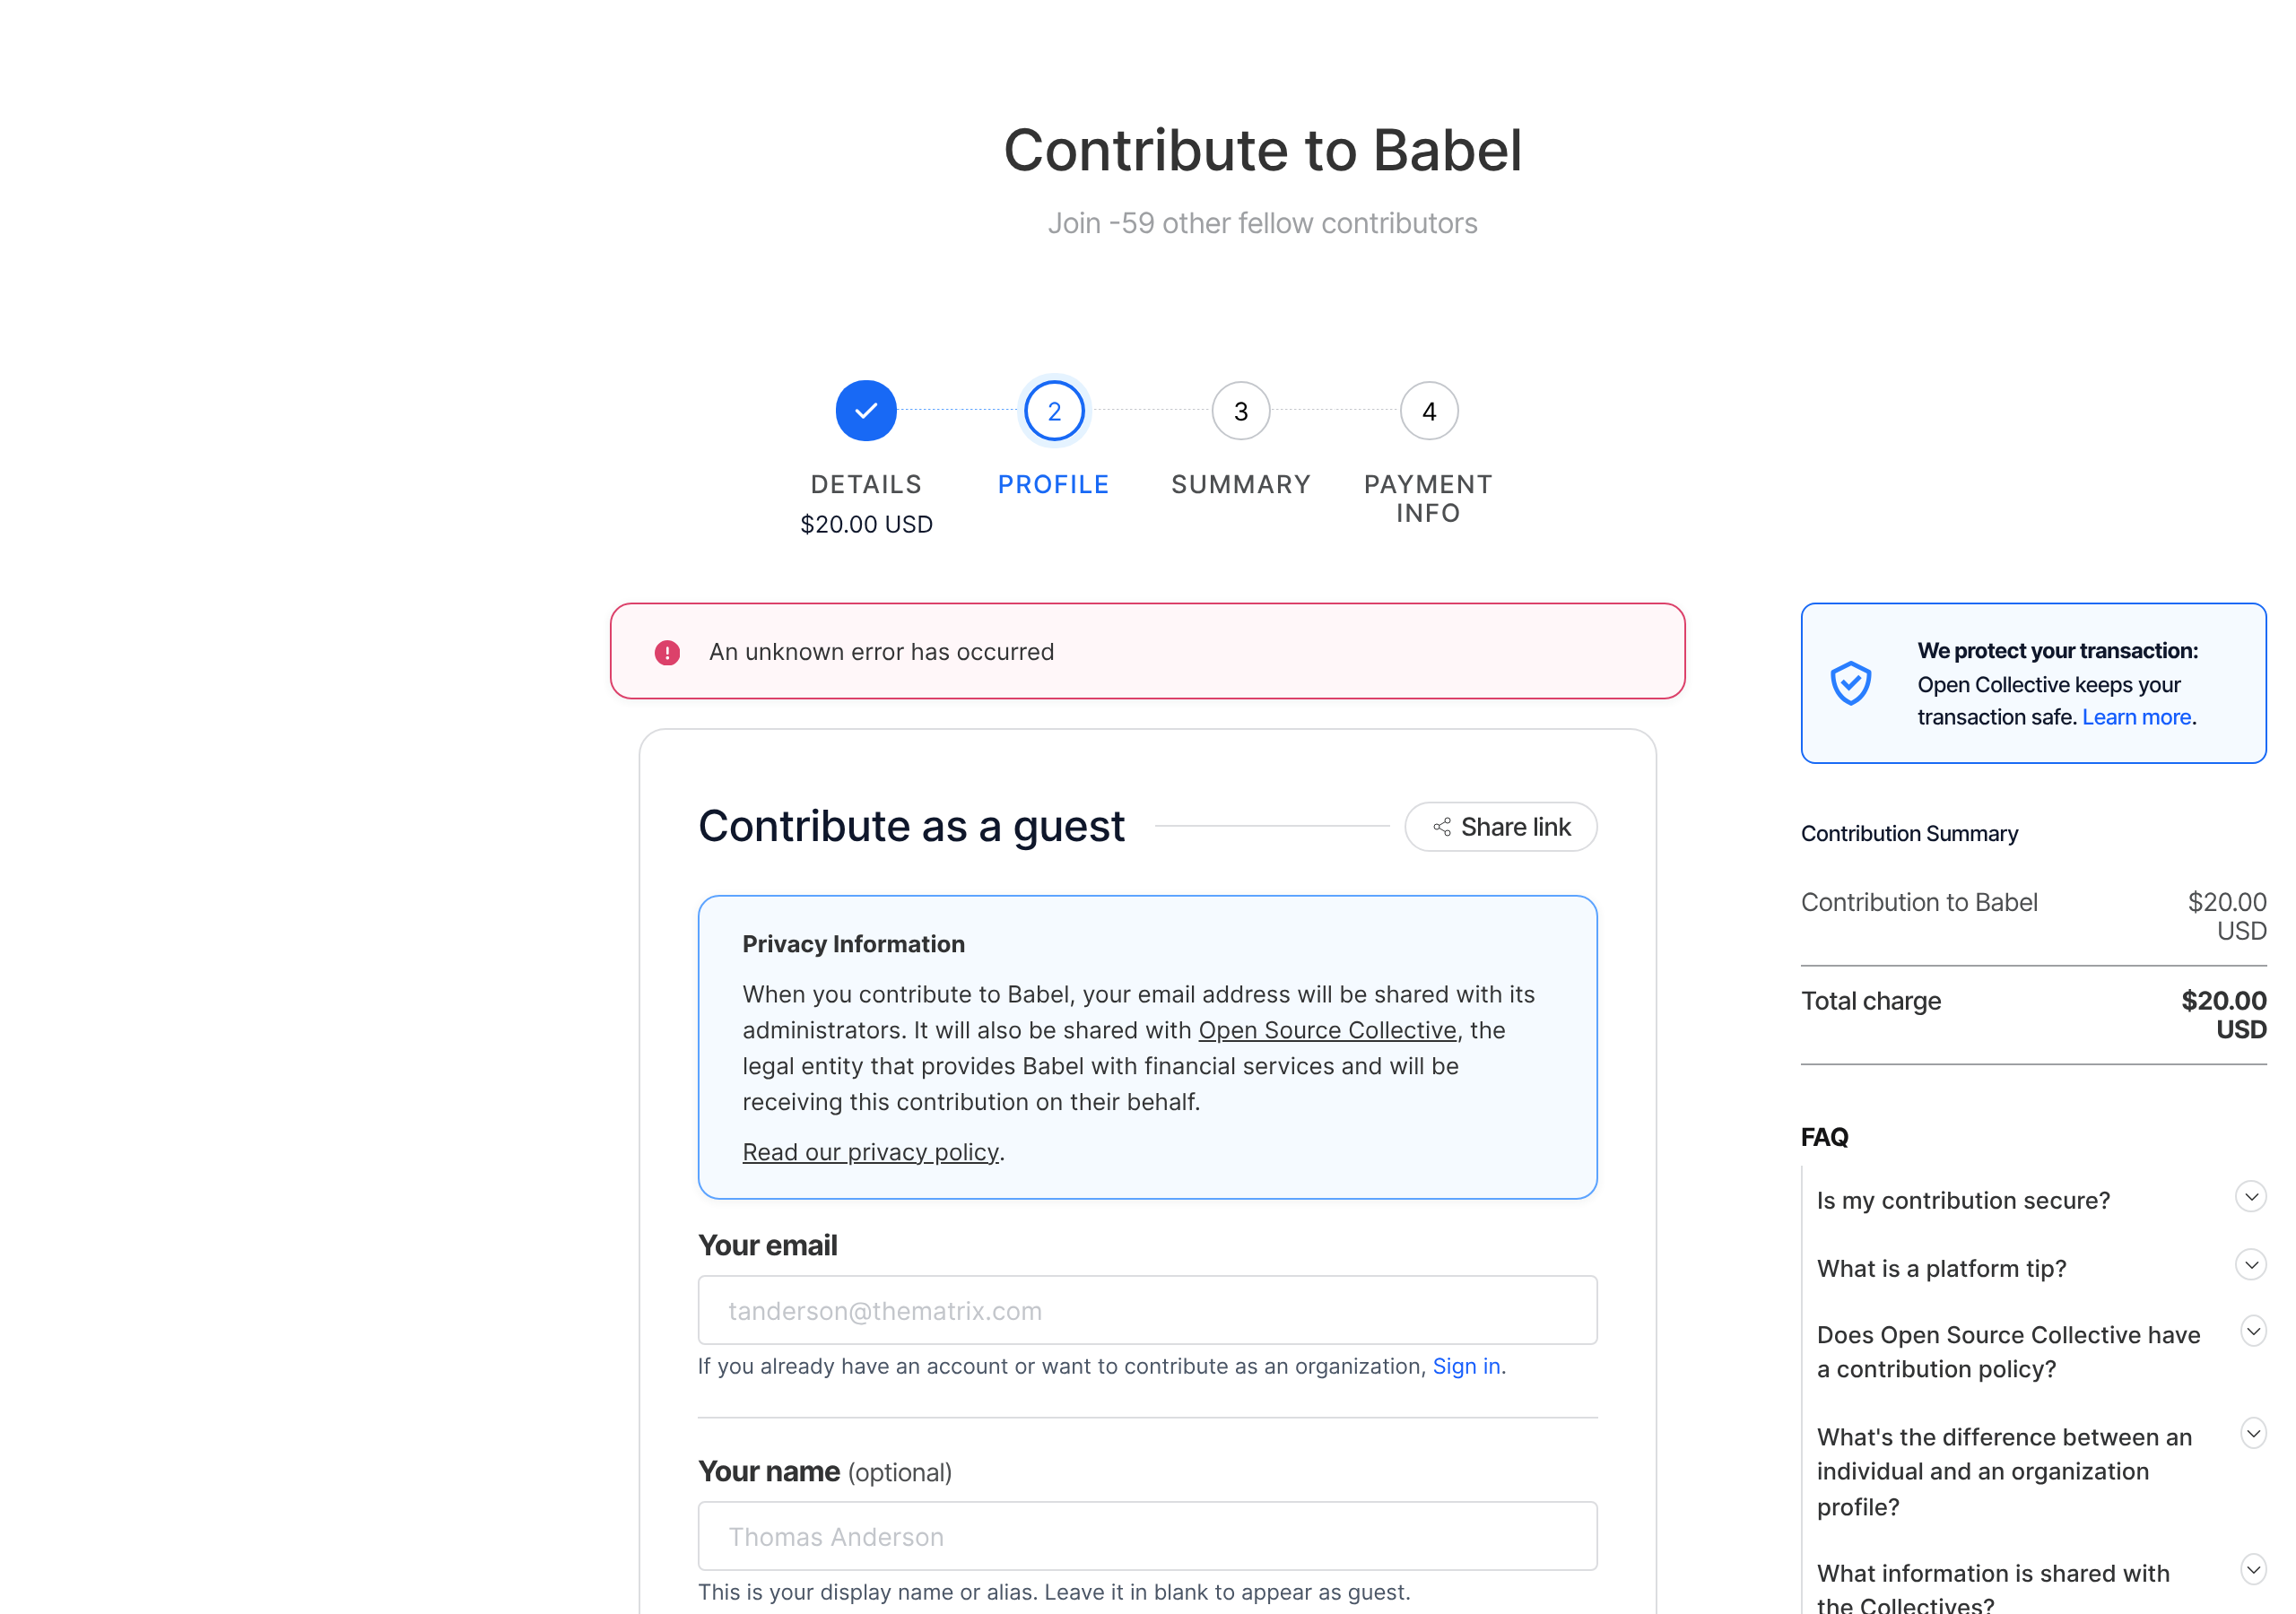 Contribute to Babel
Join -59 other fellow contributors
2
3
4
DETAILS
PROFILE
SUMMARY
PAYMENT
INFO
$20.00 USD
An unknown error has occurred
Contribute as a guest
Share link
Privacy Information
When you contribute to Babel, your email address will be shared with its
administrators. It will also be shared with Open Source Collective, the
legal entity that provides Babel with financial services and will be
receiving this contribution on their behalf.
Read our privacy policy.
Your email
tanderson@thematrix.com
If you already have an account or want to contribute as an organization, Sign in.
Your name (optional)
Thomas Anderson
This is your display name or alias. Leave it in blank to appear as guest.
We protect your transaction:
Open Collective keeps your
transaction safe. Learn more.
Contribution Summary
Contribution to Babel
$20.00
USD
Total charge
$20.00
USD
FAQ
Is my contribution secure?
What is a platform tip?
Does Open Source Collective have
a contribution policy?
What's the difference between an
individual and an organization
profile?
What information is shared with
the Collectives?